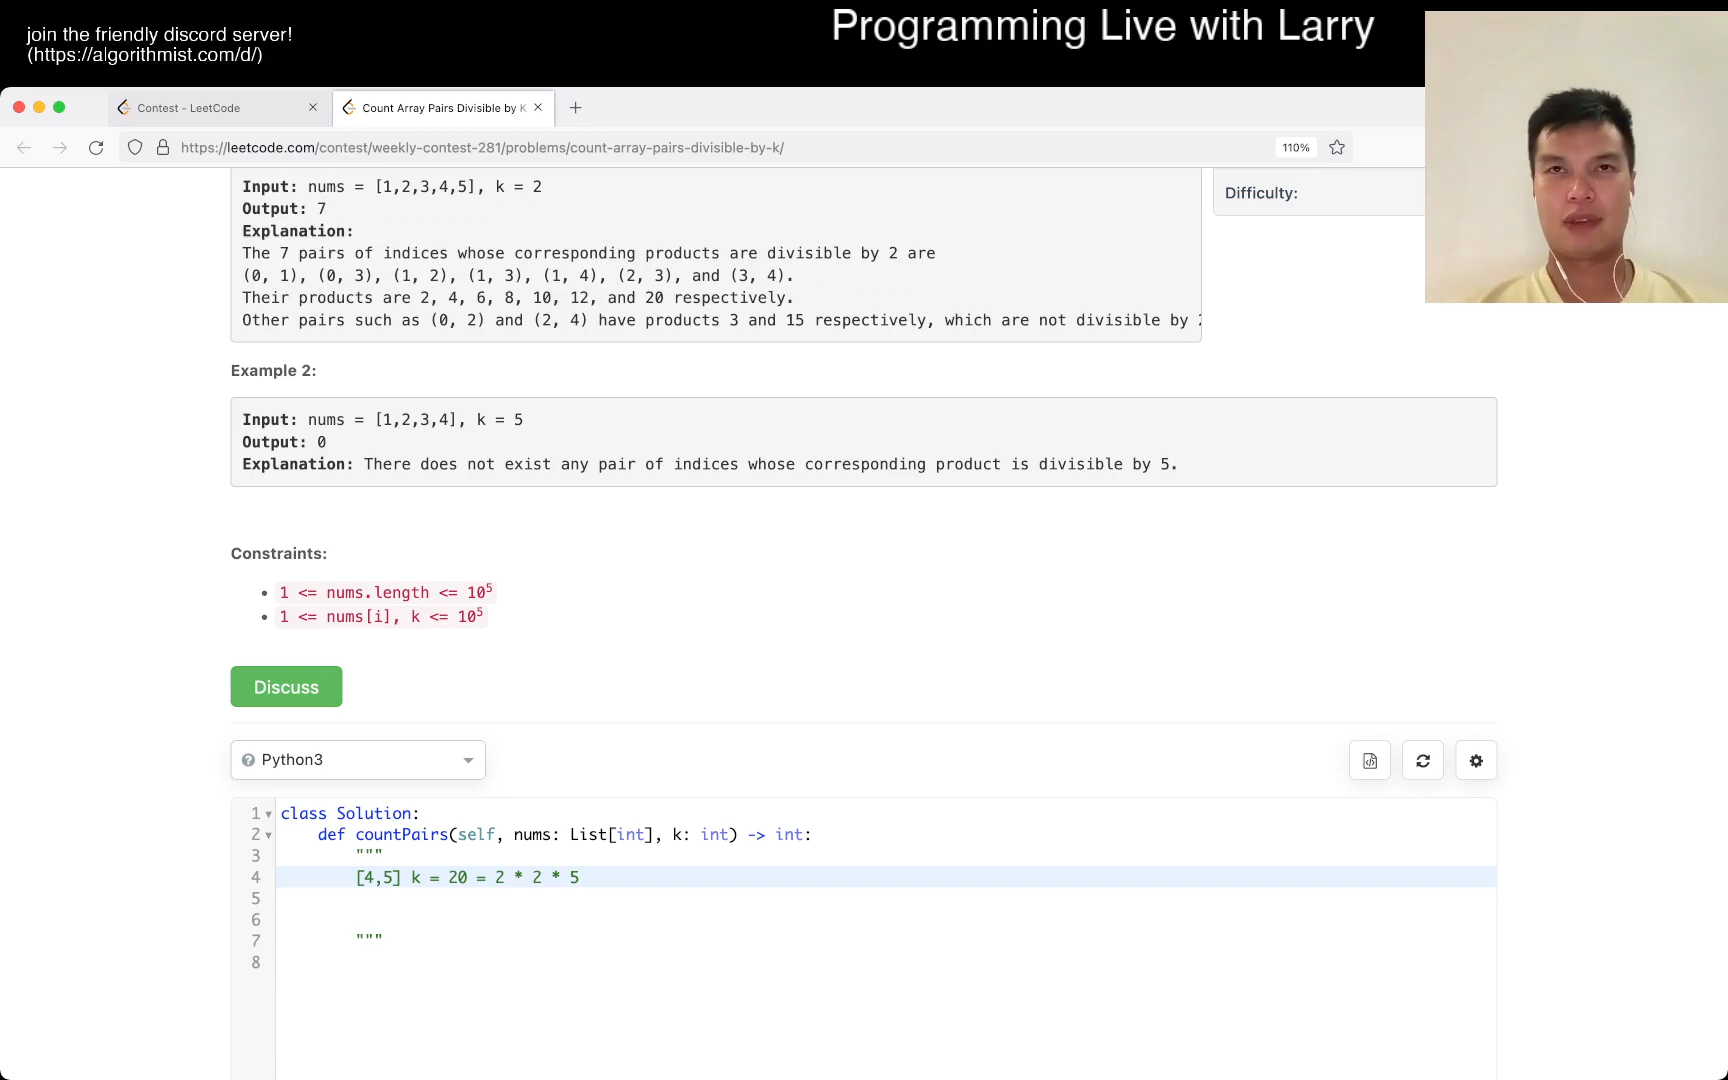 join the friendly discord server!
(https://algorithmist.com/d/)
Programming Live with Larry
Contest - LeetCode
Count Array Pairs Divisible by K
https://leetcode.com/contest/weekly-contest-281/problems/count-array-pairs-divisible-by-k/
110%
Input: nums = [1,2,3,4,5], k = 2
Output: 7
Explanation:
The 7 pairs of indices whose corresponding products are divisible by 2 are
(0, 1), (0, 3), (1, 2), (1, 3), (1, 4), (2, 3), and (3, 4).
Their products are 2, 4, 6, 8, 10, 12, and 20 respectively.
Other pairs such as (0, 2) and (2, 4) have products 3 and 15 respectively, which are not divisible by 2
Difficulty:
Example 2:
Input: nums = [1,2,3,4], k = 5
Output: 0
Explanation: There does not exist any pair of indices whose corresponding product is divisible by 5.
Constraints:
1 <= nums.length <= 10⁵
1 <= nums[i], k <= 10⁵
Discuss
Python3
1 class Solution:
2 def countPairs(self, nums: List[int], k: int) -> int:
3 """
4 [4,5] k = 20 = 2 * 2 * 5
5
6
7 """
8